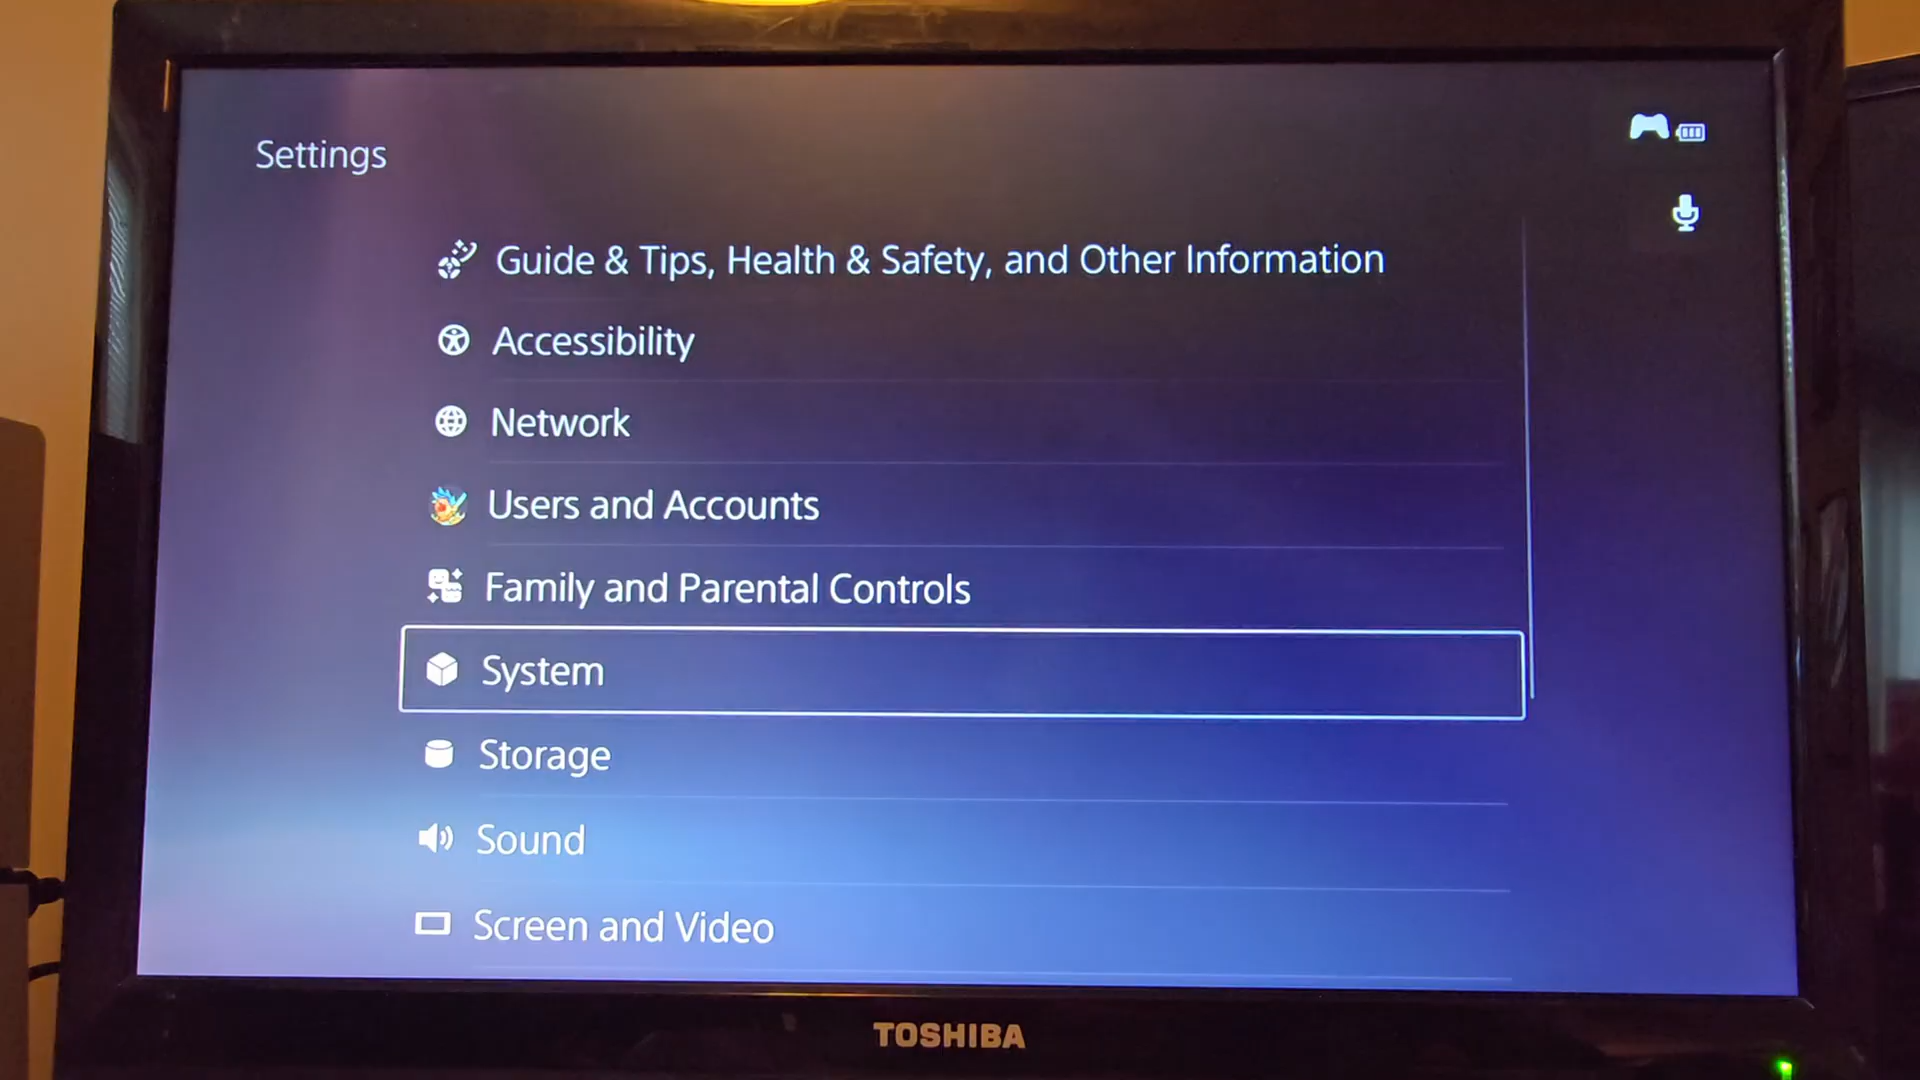 Settings
Guide & Tips, Health & Safety, and Other Information
Accessibility
Network
Users and Accounts
Family and Parental Controls
System
Storage
Sound
Screen and Video
TOSHIBA